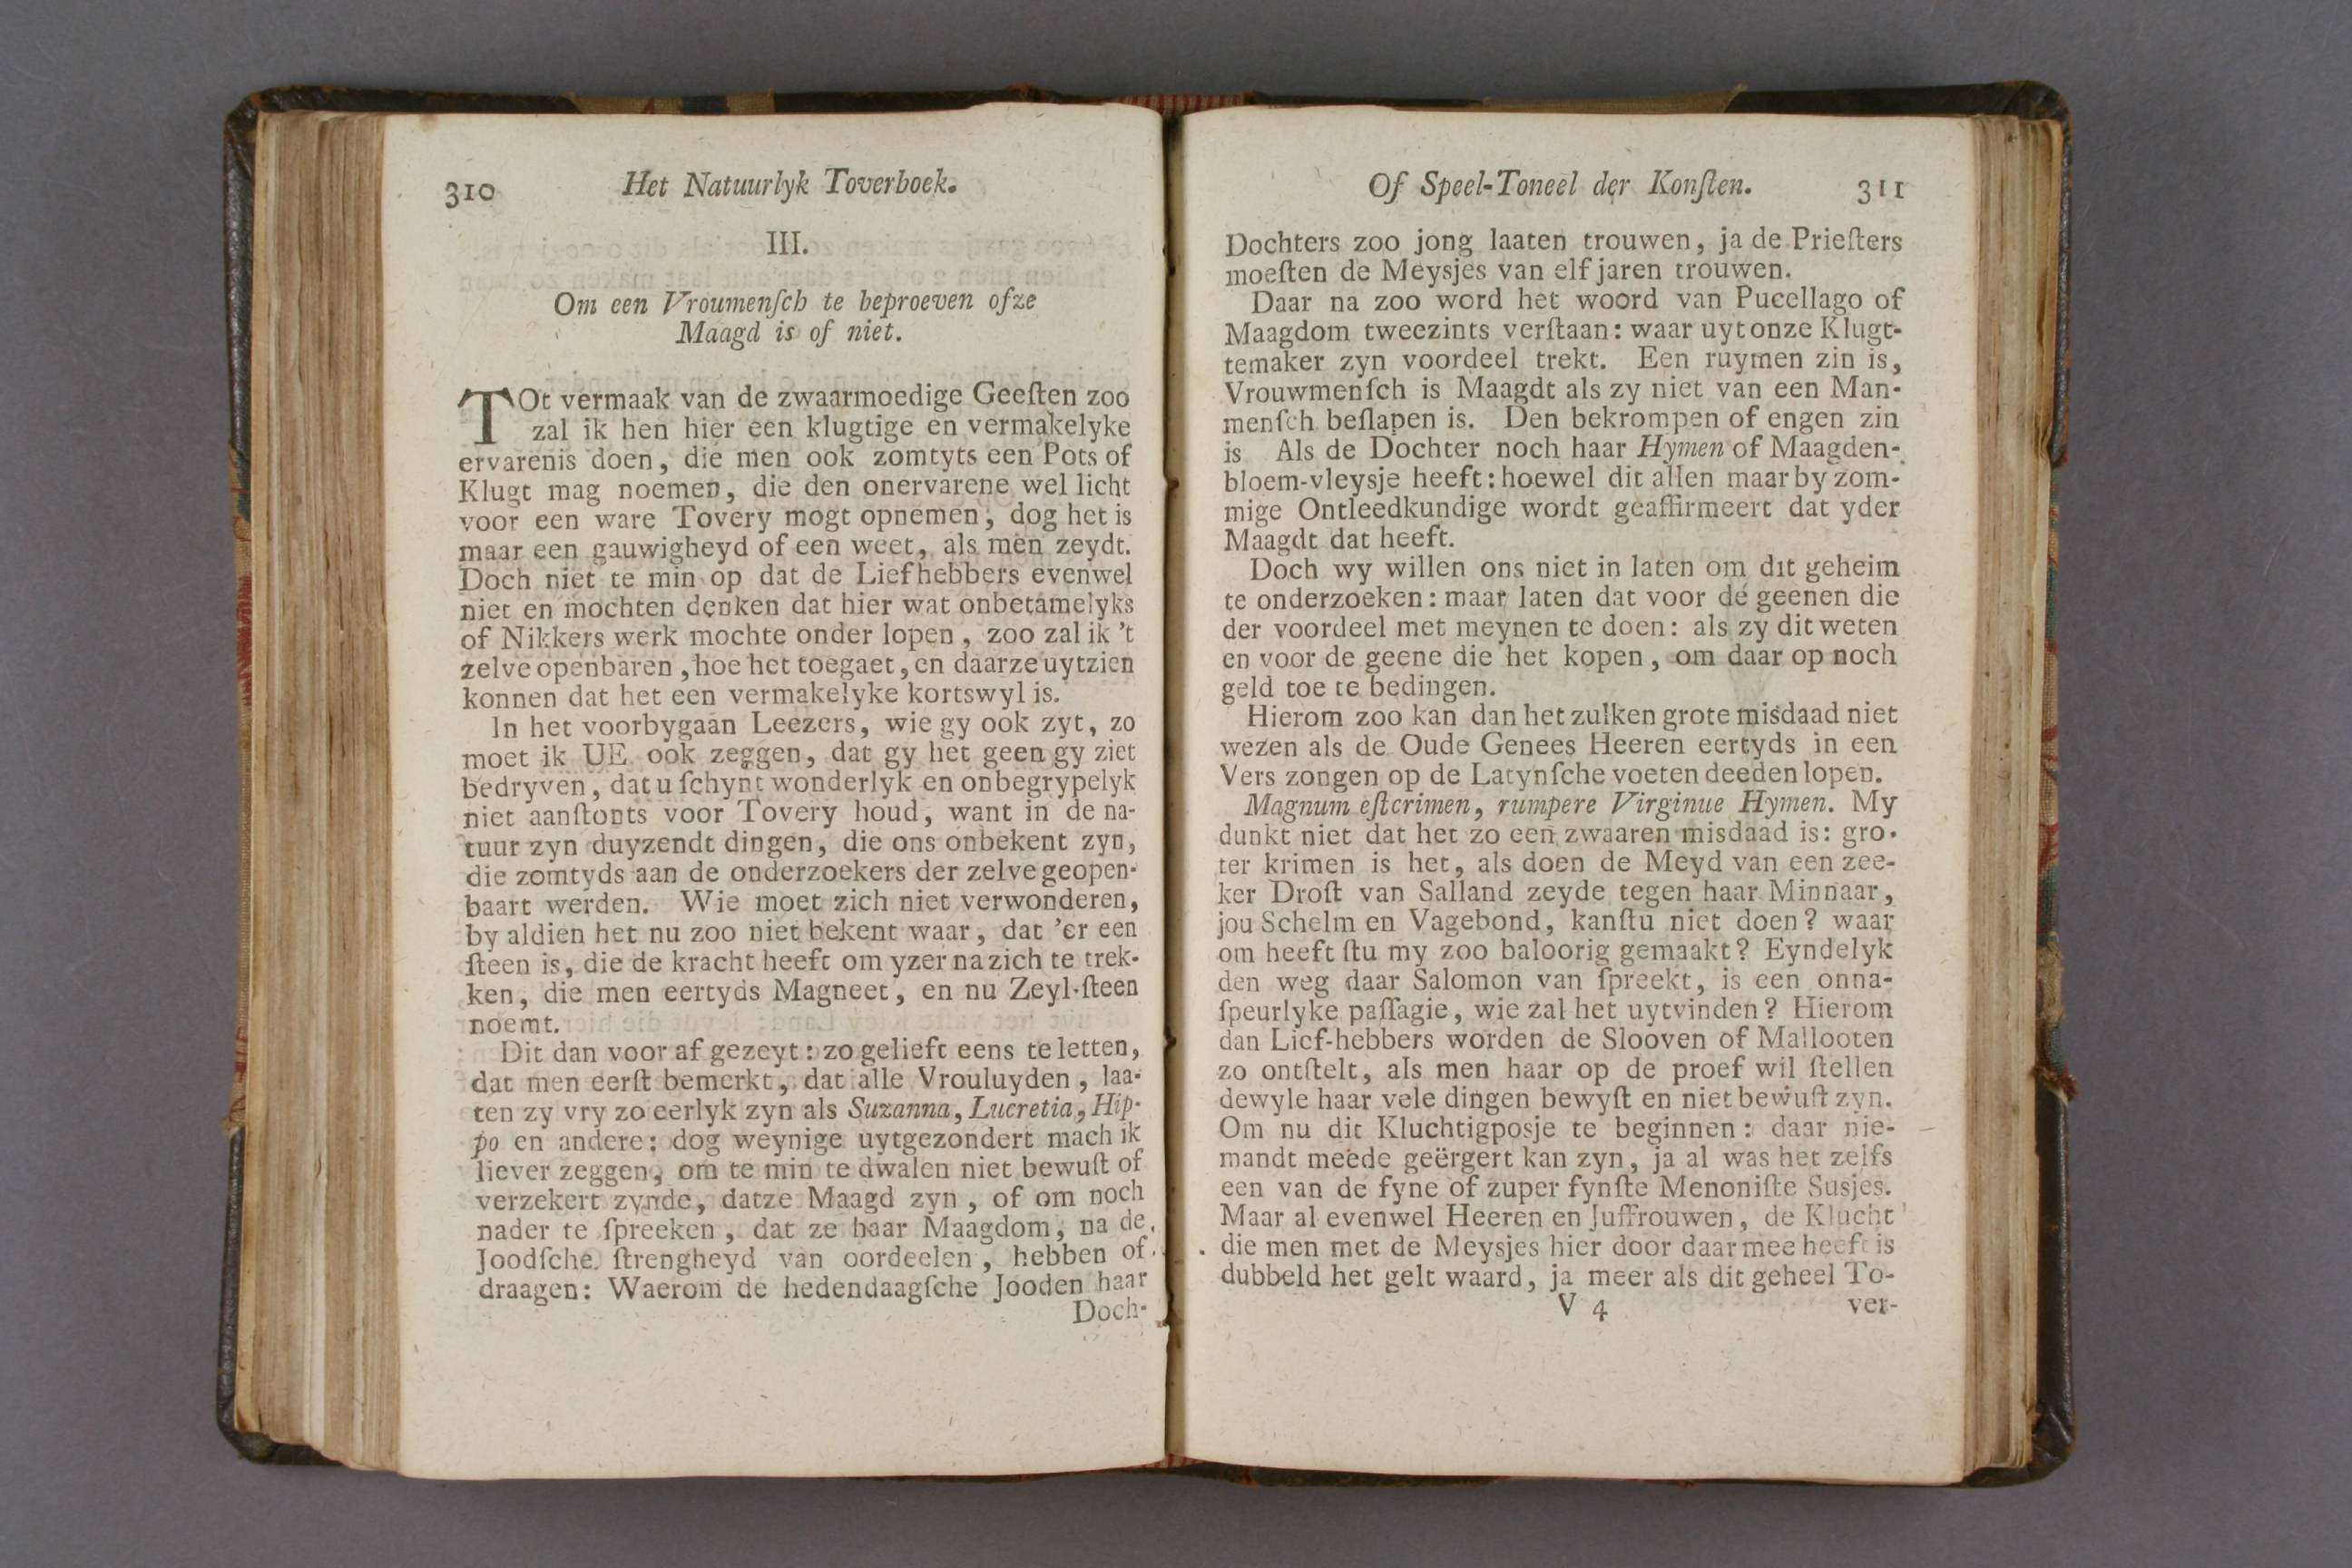 310 Het Natuurlyk Toverboek.
III.
Om een Vroumenſch te beproeven ofze
Maagd is of niet.
TOt vermaak van de zwaarmoedige Geeſten zoo
zal ik hen hier een klugtige en vermakelyke
ervarenis doen, die men ook zomtyts een Pots of
Klugt mag noemen, die den onervarene wel licht
voor een ware Tovery mogt opnemen, dog het is
maar een gauwigheyd of een weet, als men zeydt.
Doch niet te min op dat de Liefhebbers evenwel
niet en mochten denken dat hier wat onbetamelyks
of Nikkers werk mochte onder lopen, zoo zal ik 't
zelve openbaren, hoe het toegaet, en daarze uytzien
konnen dat het een vermakelyke kortswyl is.
In het voorbygaan Leezers, wie gy ook zyt, zo
moet ik UE ook zeggen, dat gy het geen gy ziet
bedryven, dat u ſchynt wonderlyk en onbegrypelyk
niet aanſtonts voor Tovery houd, want in de na-
tuur zyn duyzendt dingen, die ons onbekent zyn,
die zomtyds aan de onderzoekers der zelve geopen-
baart werden. Wie moet zich niet verwonderen,
by aldien het nu zoo niet bekent waar, dat 'er een
ſteen is, die de kracht heeft om yzer na zich te trek-
ken, die men eertyds Magneet, en nu Zeyl-ſteen
noemt.
Dit dan voor af gezeyt: zo gelieft eens te letten,
dat men eerſt bemerkt, dat alle Vrouluyden, laa-
ten zy vry zo eerlyk zyn als Suzanna, Lucretia, Hip-
po en andere: dog weynige uytgezondert mach ik
liever zeggen, om te min te dwalen niet bewuſt of
verzekert zynde, datze Maagd zyn, of om noch
nader te ſpreeken, dat ze haar Maagdom, na de
Joodſche ſtrengheyd van oordeelen, hebben of
draagen: Waerom de hedendaagſche Jooden haar
Doch-
Of Speel-Toneel der Konſten. 311
Dochters zoo jong laaten trouwen, ja de Prieſters
moeſten de Meysjes van elf jaren trouwen.
Daar na zoo word het woord van Pucellago of
Maagdom tweezints verſtaan: waar uyt onze Klugt-
temaker zyn voordeel trekt. Een ruymen zin is,
Vrouwmenſch is Maagdt als zy niet van een Man-
menſch beſlapen is. Den bekrompen of engen zin
is Als de Dochter noch haar Hymen of Maagden-
bloem-vleysje heeft: hoewel dit allen maar by zom-
mige Ontleedkundige wordt geaffirmeert dat yder
Maagdt dat heeft.
Doch wy willen ons niet in laten om dit geheim
te onderzoeken: maar laten dat voor de geenen die
der voordeel met meynen te doen: als zy dit weten
en voor de geene die het kopen, om daar op noch
geld toe te bedingen.
Hierom zoo kan dan het zulken grote misdaad niet
wezen als de Oude Genees Heeren eertyds in een
Vers zongen op de Latynſche voeten deeden lopen.
Magnum eſtcrimen, rumpere Virginue Hymen. My
dunkt niet dat het zo een zwaaren misdaad is: gro-
ter krimen is het, als doen de Meyd van een zee-
ker Droſt van Salland zeyde tegen haar Minnaar,
jou Schelm en Vagebond, kanſtu niet doen? waar
om heeft ſtu my zoo baloorig gemaakt? Eyndelyk
den weg daar Salomon van ſpreekt, is een onna-
ſpeurlyke paſſagie, wie zal het uytvinden? Hierom
dan Lief-hebbers worden de Slooven of Mallooten
zo ontſtelt, als men haar op de proef wil ſtellen
dewyle haar vele dingen bewyſt en niet bewuſt zyn.
Om nu dit Kluchtigposje te beginnen: daar nie-
mandt meede geërgert kan zyn, ja al was het zelfs
een van de fyne of zuper fynſte Menoniſte Susjes.
Maar al evenwel Heeren en Juffrouwen, de Klucht
die men met de Meysjes hier door daar mee heeft is
dubbeld het gelt waard, ja meer als dit geheel To-
V 4 ver-